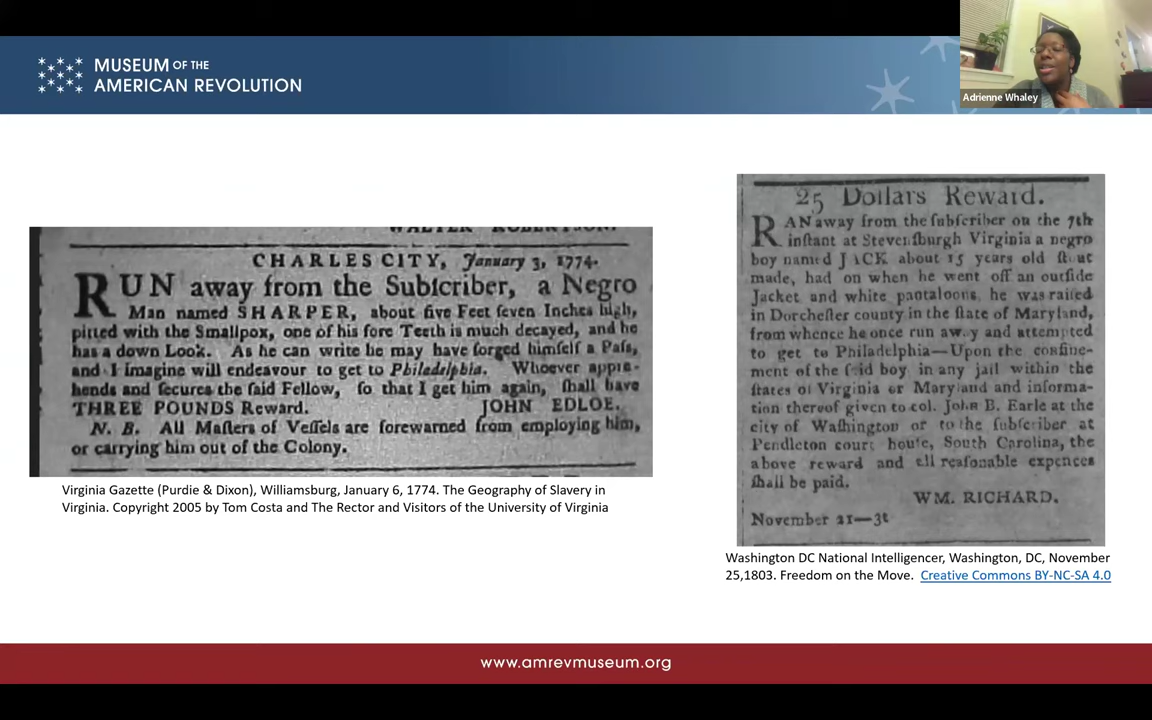 MUSEUM OF THE
AMERICAN REVOLUTION
Adrienne Whaley
CHARLES CITY, January 3, 1774.
RUN away from the Subſcriber, a Negro
Man named SHARPER, about five Feet ſeven Inches high,
pitted with the Smallpox, one of his fore Teeth is much decayed, and he
has a down Look. As he can write he may have forged himſelf a Paſs,
and I imagine will endeavour to get to Philadelphia. Whoever appre-
hends and ſecures the ſaid Fellow, ſo that I get him again, ſhall have
THREE POUNDS Reward. JOHN EDLOE.
N. B. All Maſters of Veſſels are forewarned from employing him,
or carrying him out of the Colony.
Virginia Gazette (Purdie & Dixon), Williamsburg, January 6, 1774. The Geography of Slavery in
Virginia. Copyright 2005 by Tom Costa and The Rector and Visitors of the University of Virginia
25 Dollars Reward.
RAN away from the ſubſcriber on the 7th
inſtant at Stevenſburgh Virginia a negro
boy named JACK about 15 years old ſtout
made, had on when he went off an outſide
Jacket and white pantaloons, he was raiſed
in Dorcheſter county in the ſtate of Maryland,
from whence he once run away and attempted
to get to Philadelphia—Upon the confine-
ment of the ſaid boy in any jail within the
ſtates of Virginia or Maryland and informa-
tion thereof given to col. John B. Earle at the
city of Waſhington or to the ſubſcriber at
Pendleton court houſe, South Carolina, the
above reward and all reaſonable expences
ſhall be paid.
WM. RICHARD.
November 21—3t
Washington DC National Intelligencer, Washington, DC, November
25,1803. Freedom on the Move. Creative Commons BY-NC-SA 4.0
www.amrevmuseum.org